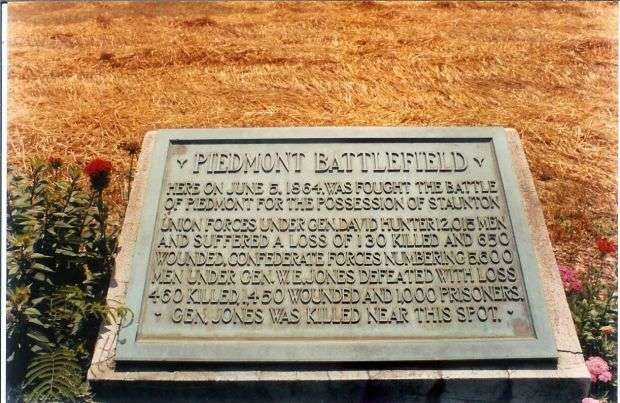 PIEDMONT BATTLEFIELD
HERE ON JUNE 5, 1864, WAS FOUGHT THE BATTLE
OF PIEDMONT FOR THE POSSESSION OF STAUNTON
UNION FORCES UNDER GEN. DAVID HUNTER 12,015 MEN
AND SUFFERED A LOSS OF 130 KILLED AND 650
WOUNDED. CONFEDERATE FORCES NUMBERING 5,600
MEN UNDER GEN. W.E. JONES DEFEATED WITH LOSS
460 KILLED, 1450 WOUNDED AND 1,000 PRISONERS.
GEN. JONES WAS KILLED NEAR THIS SPOT.